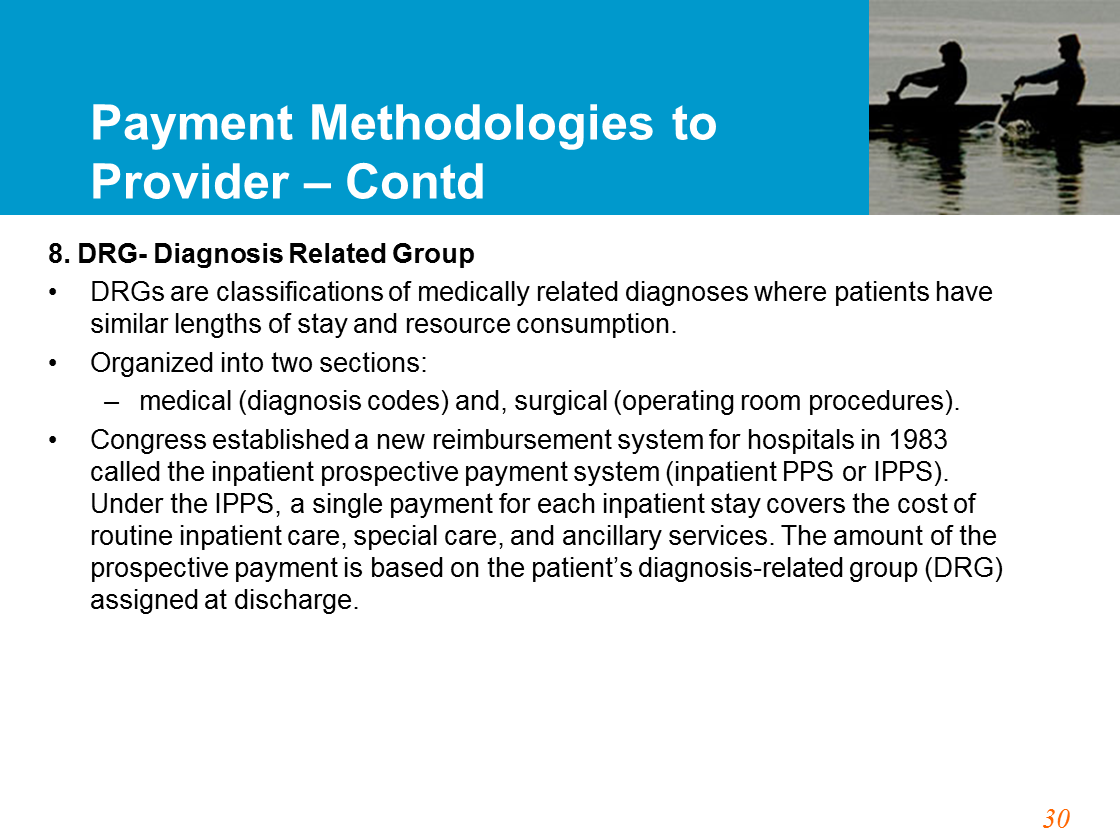 Payment Methodologies to
Provider – Contd
8. DRG- Diagnosis Related Group
• DRGs are classifications of medically related diagnoses where patients have
similar lengths of stay and resource consumption.
• Organized into two sections:
– medical (diagnosis codes) and, surgical (operating room procedures).
• Congress established a new reimbursement system for hospitals in 1983
called the inpatient prospective payment system (inpatient PPS or IPPS).
Under the IPPS, a single payment for each inpatient stay covers the cost of
routine inpatient care, special care, and ancillary services. The amount of the
prospective payment is based on the patient’s diagnosis-related group (DRG)
assigned at discharge.
30